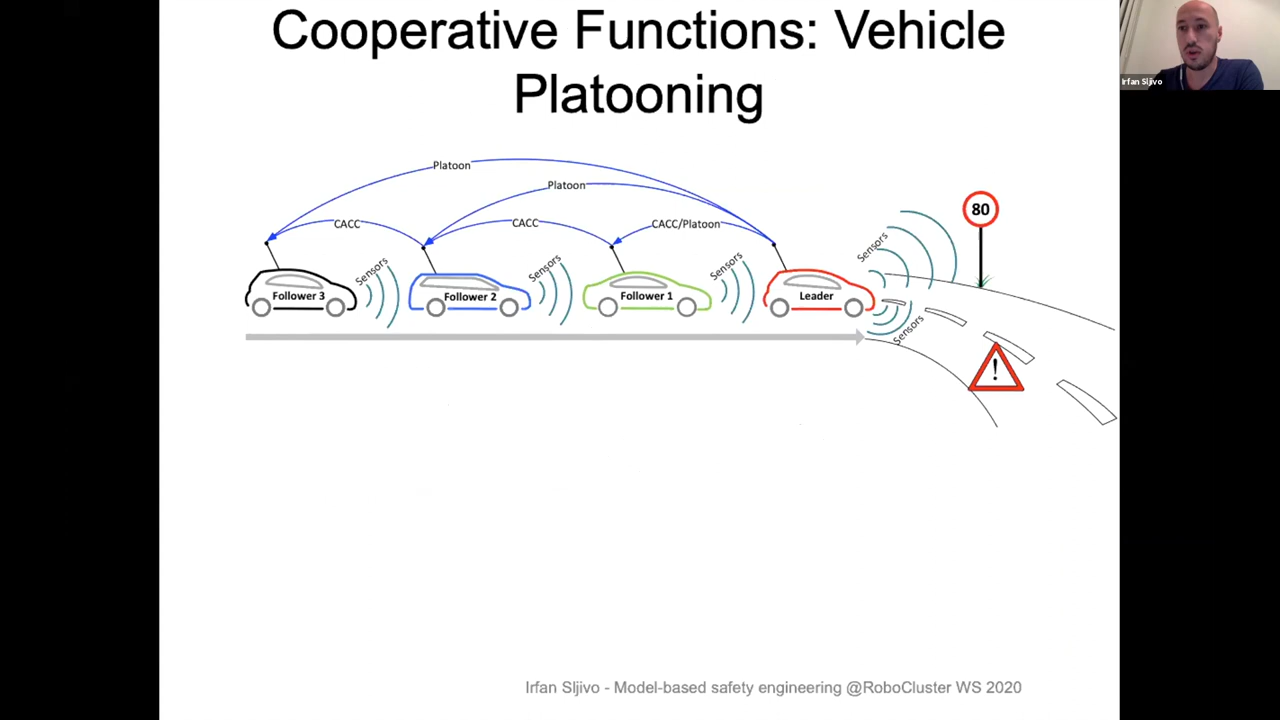 Cooperative Functions: Vehicle
Platooning
Irfan Sljivo
Platoon
Platoon
CACC
CACC
CACC/Platoon
80
Sensors
Sensors
Sensors
Sensors
Follower 3
Follower 2
Follower 1
Leader
Sensors
!
Irfan Sljivo - Model-based safety engineering @RoboCluster WS 2020